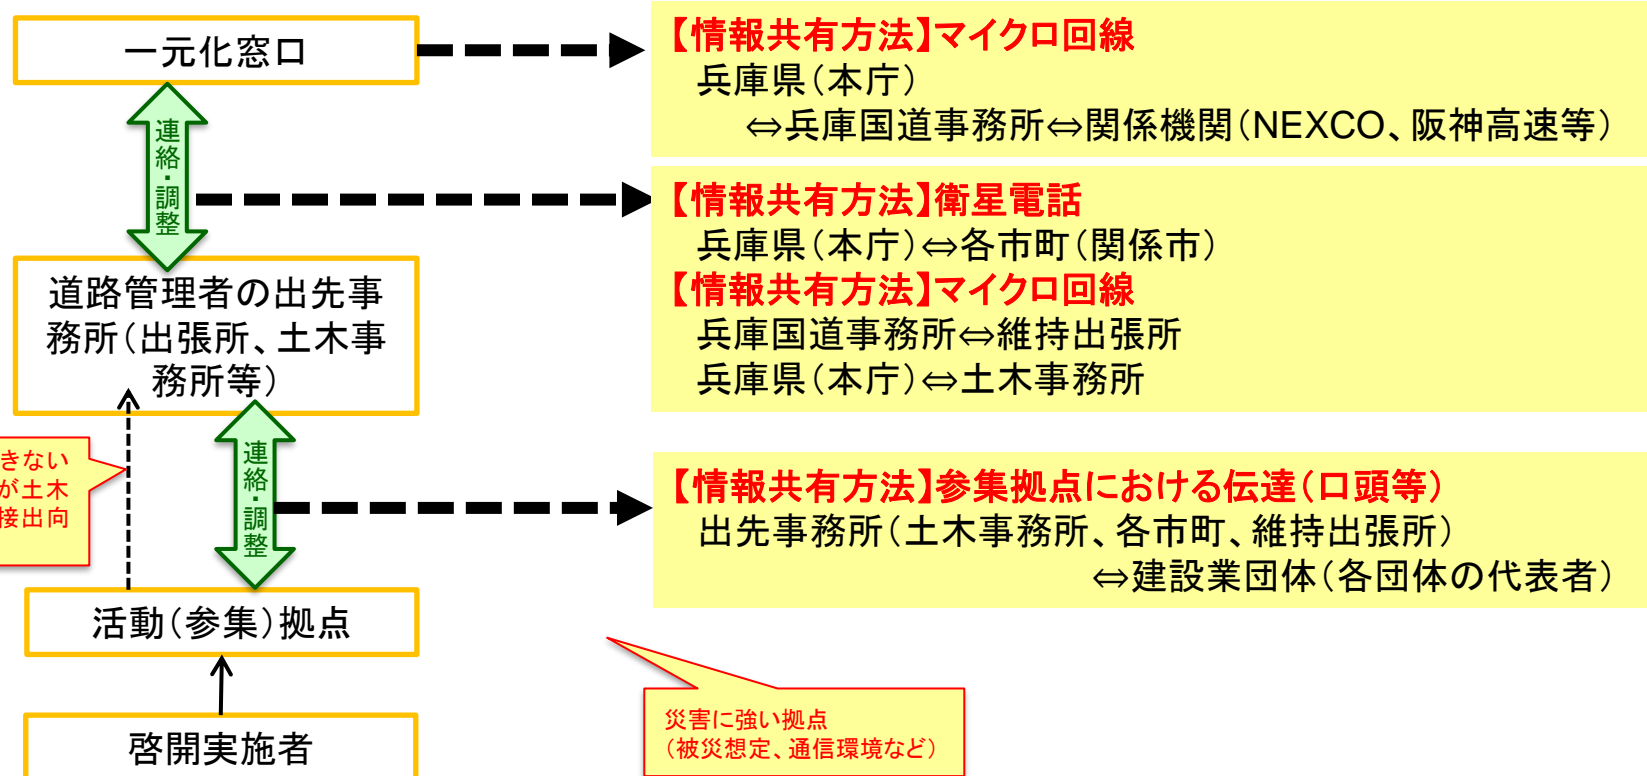 一元化窓口
【情報共有方法】マイクロ回線
兵庫県（本庁）
⇔兵庫国道事務所⇔関係機関（NEXCO、阪神高速等）
連絡・調整
【情報共有方法】衛星電話
兵庫県（本庁）⇔各市町（関係市）
【情報共有方法】マイクロ回線
兵庫国道事務所⇔維持出張所
兵庫県（本庁）⇔土木事務所
道路管理者の出先事
務所（出張所、土木事
務所等）
きない
が土木
接出向
連絡・調整
【情報共有方法】参集拠点における伝達（口頭等）
出先事務所（土木事務所、各市町、維持出張所）
⇔建設業団体（各団体の代表者）
活動（参集）拠点
災害に強い拠点
（被災想定、通信環境など）
啓開実施者